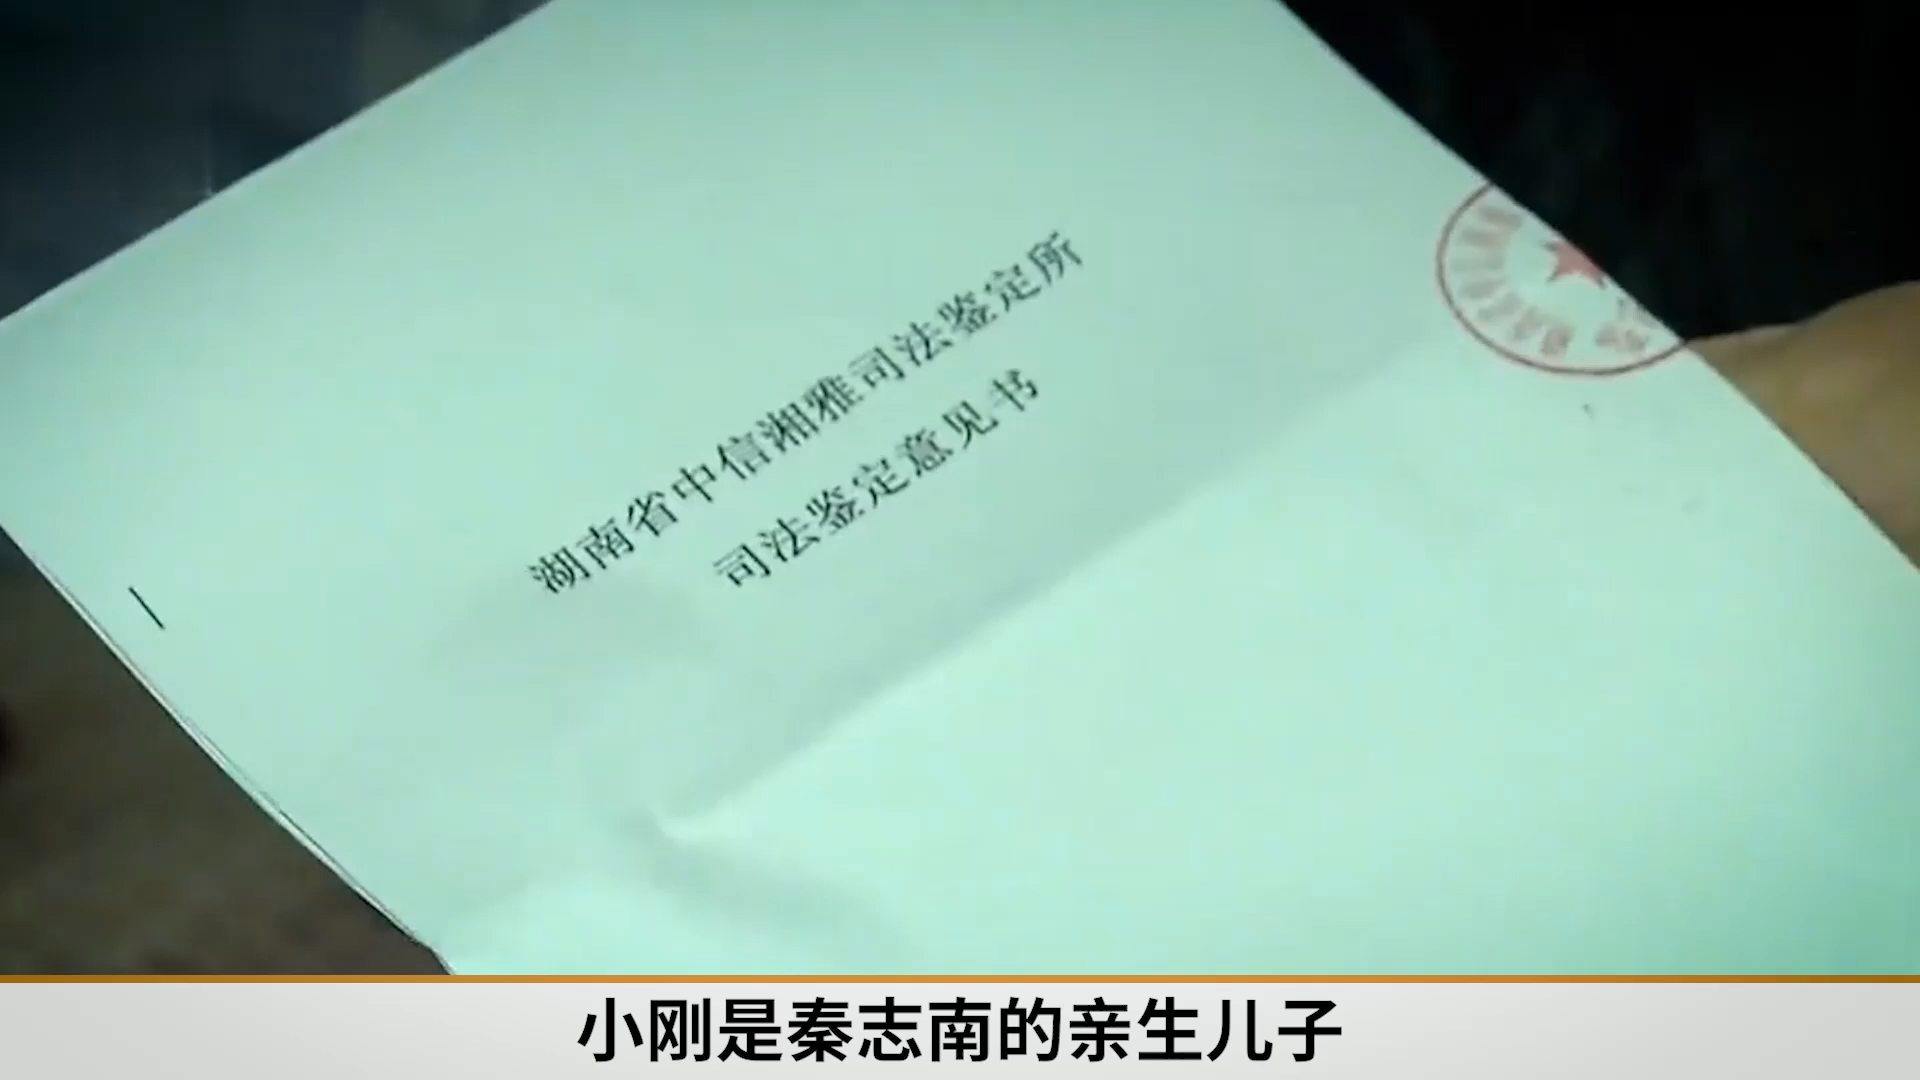 湖南省中信湘雅司法鉴定所
司法鉴定意见书
小刚是秦志南的亲生儿子